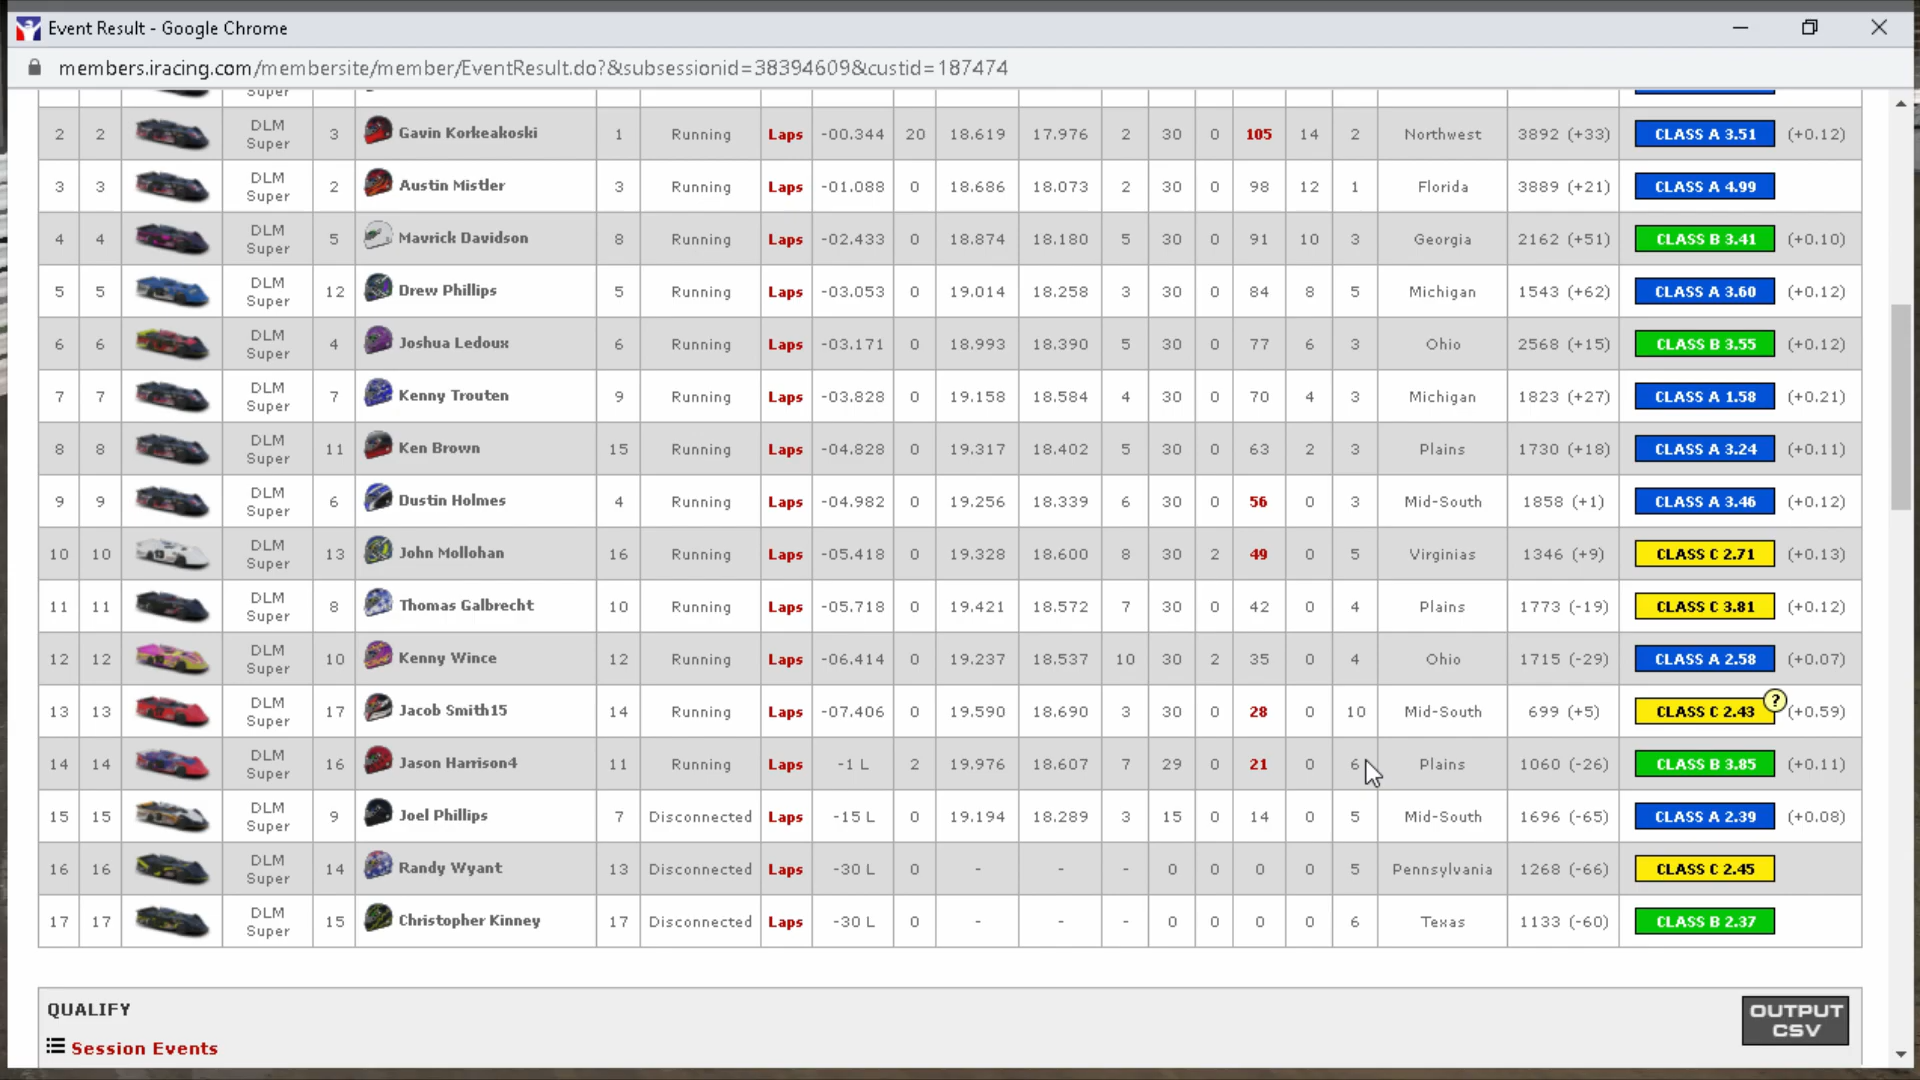 Event Result - Google Chrome
members.iracing.com/membersite/member/EventResult.do?&subsessionid=38394609&custid=187474
Super
2 2 DLM Super 3 Gavin Korkeakoski 1 Running Laps -00.344 20 18.619 17.976 2 30 0 105 14 2 Northwest 3892 (+33) CLASS A 3.51 (+0.12)
3 3 DLM Super 2 Austin Mistler 3 Running Laps -01.088 0 18.686 18.073 2 30 0 98 12 1 Florida 3889 (+21) CLASS A 4.99
4 4 DLM Super 5 Mavrick Davidson 8 Running Laps -02.433 0 18.874 18.180 5 30 0 91 10 3 Georgia 2162 (+51) CLASS B 3.41 (+0.10)
5 5 DLM Super 12 Drew Phillips 5 Running Laps -03.053 0 19.014 18.258 3 30 0 84 8 5 Michigan 1543 (+62) CLASS A 3.60 (+0.12)
6 6 DLM Super 4 Joshua Ledoux 6 Running Laps -03.171 0 18.993 18.390 5 30 0 77 6 3 Ohio 2568 (+15) CLASS B 3.55 (+0.12)
7 7 DLM Super 7 Kenny Trouten 9 Running Laps -03.828 0 19.158 18.584 4 30 0 70 4 3 Michigan 1823 (+27) CLASS A 1.58 (+0.21)
8 8 DLM Super 11 Ken Brown 15 Running Laps -04.828 0 19.317 18.402 5 30 0 63 2 3 Plains 1730 (+18) CLASS A 3.24 (+0.11)
9 9 DLM Super 6 Dustin Holmes 4 Running Laps -04.982 0 19.256 18.339 6 30 0 56 0 3 Mid-South 1858 (+1) CLASS A 3.46 (+0.12)
10 10 DLM Super 13 John Mollohan 16 Running Laps -05.418 0 19.328 18.600 8 30 2 49 0 5 Virginias 1346 (+9) CLASS C 2.71 (+0.13)
11 11 DLM Super 8 Thomas Galbrecht 10 Running Laps -05.718 0 19.421 18.572 7 30 0 42 0 4 Plains 1773 (-19) CLASS C 3.81 (+0.12)
12 12 DLM Super 10 Kenny Wince 12 Running Laps -06.414 0 19.237 18.537 10 30 2 35 0 4 Ohio 1715 (-29) CLASS A 2.58 (+0.07)
13 13 DLM Super 17 Jacob Smith15 14 Running Laps -07.406 0 19.590 18.690 3 30 0 28 0 10 Mid-South 699 (+5) CLASS C 2.43 ? (+0.59)
14 14 DLM Super 16 Jason Harrison4 11 Running Laps -1 L 2 19.976 18.607 7 29 0 21 0 6 Plains 1060 (-26) CLASS B 3.85 (+0.11)
15 15 DLM Super 9 Joel Phillips 7 Disconnected Laps -15 L 0 19.194 18.289 3 15 0 14 0 5 Mid-South 1696 (-65) CLASS A 2.39 (+0.08)
16 16 DLM Super 14 Randy Wyant 13 Disconnected Laps -30 L 0 - - - 0 0 0 0 5 Pennsylvania 1268 (-66) CLASS C 2.45
17 17 DLM Super 15 Christopher Kinney 17 Disconnected Laps -30 L 0 - - - 0 0 0 0 6 Texas 1133 (-60) CLASS B 2.37
QUALIFY
OUTPUT CSV
Session Events